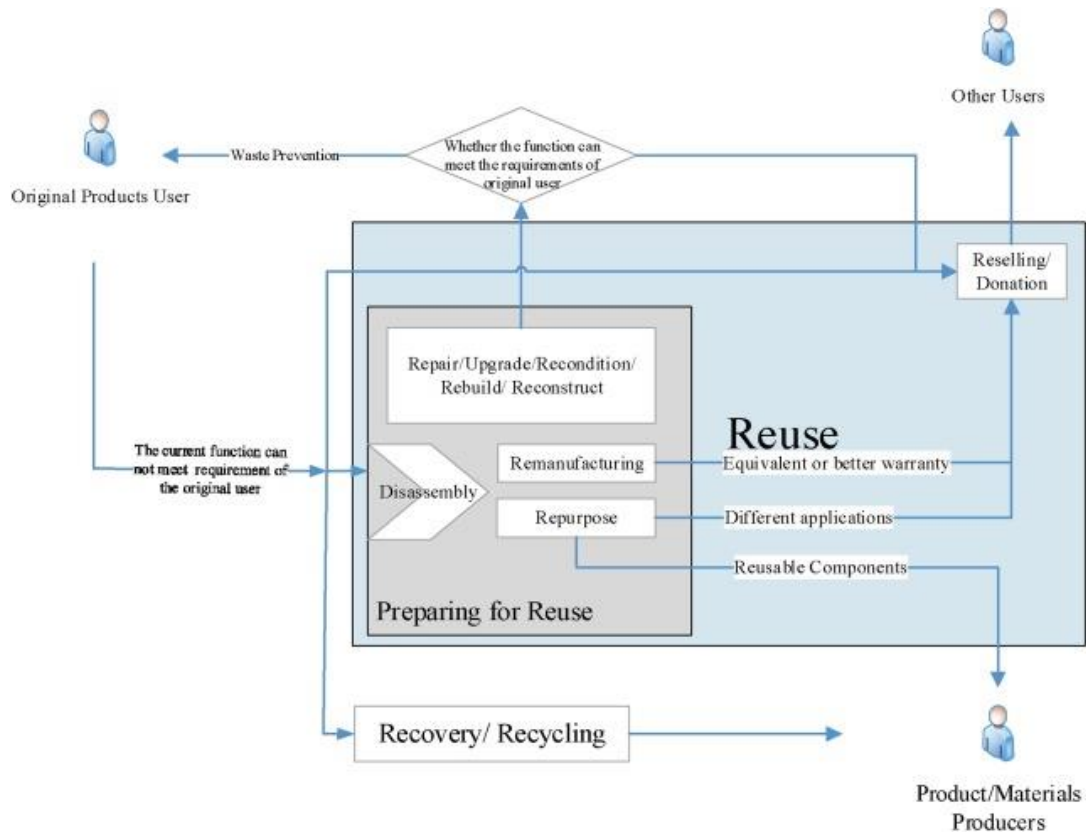 Other Users
Original Products User
Waste Prevention
Whether the function can
meet the requirements of
original user
Reselling/
Donation
Repair/Upgrade/Recondition/
Rebuild/ Reconstruct
Reuse
The current function can
not meet requirement of
the original user
Disassembly
Remanufacturing
Equivalent or better warranty
Repurpose
Different applications
Reusable Components
Preparing for Reuse
Recovery/ Recycling
Product/Materials
Producers